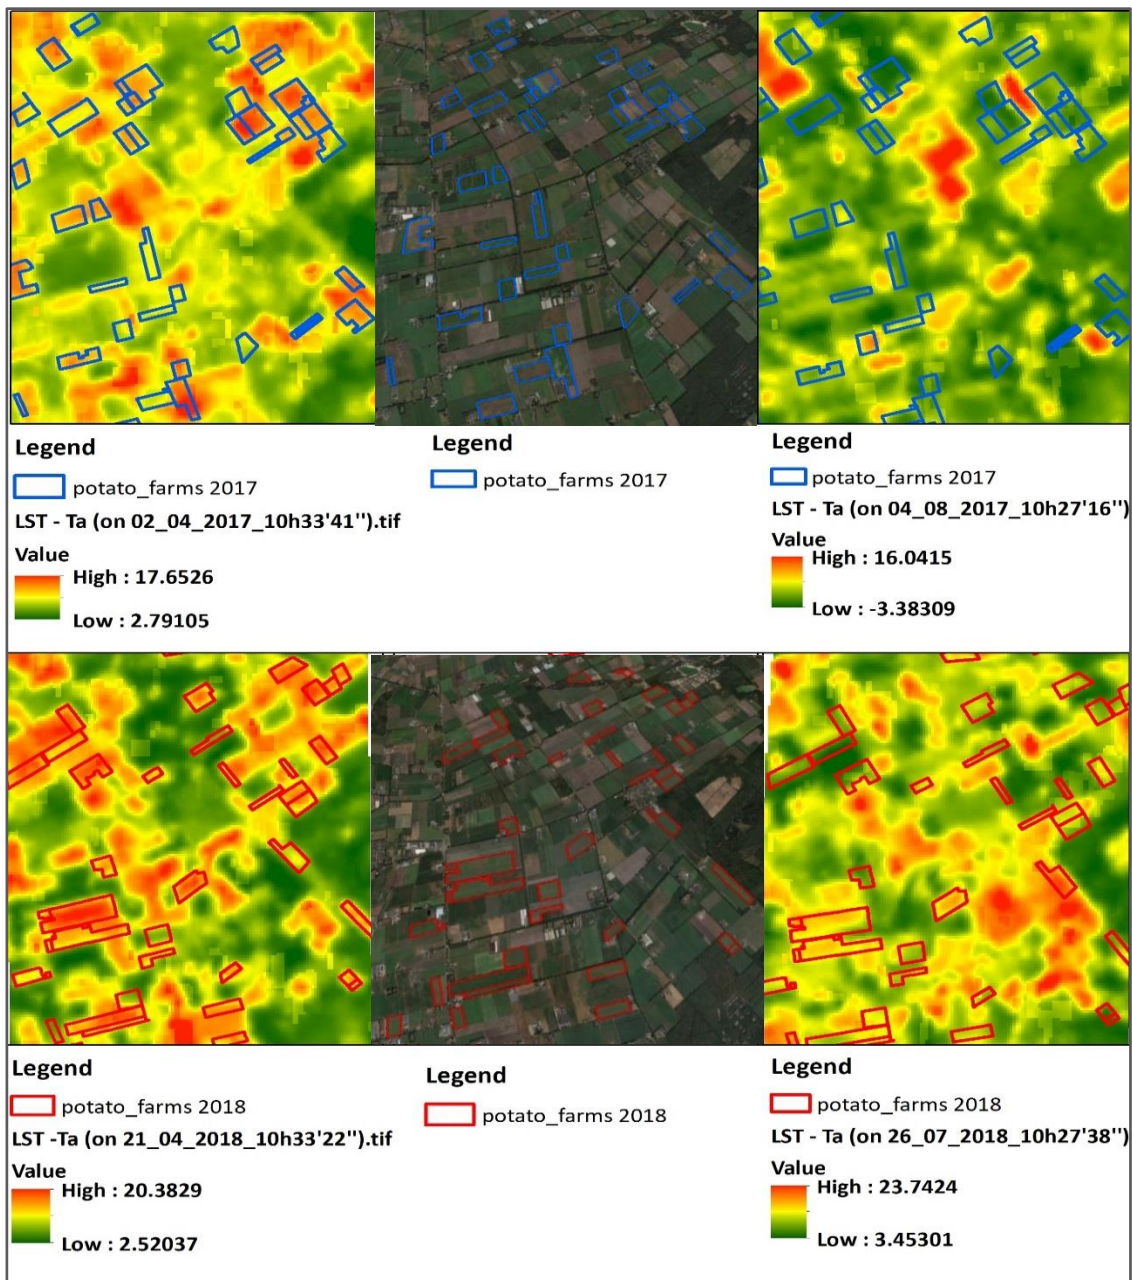 Legend
potato_farms 2017
LST - Ta (on 02_04_2017_10h33'41'').tif
Value
High : 17.6526
Low : 2.79105
Legend
potato_farms 2017
Legend
potato_farms 2017
LST - Ta (on 04_08_2017_10h27'16'')
Value
High : 16.0415
Low : -3.38309
Legend
potato_farms 2018
LST -Ta (on 21_04_2018_10h33'22'').tif
Value
High : 20.3829
Low : 2.52037
Legend
potato_farms 2018
Legend
potato_farms 2018
LST - Ta (on 26_07_2018_10h27'38'')
Value
High : 23.7424
Low : 3.45301